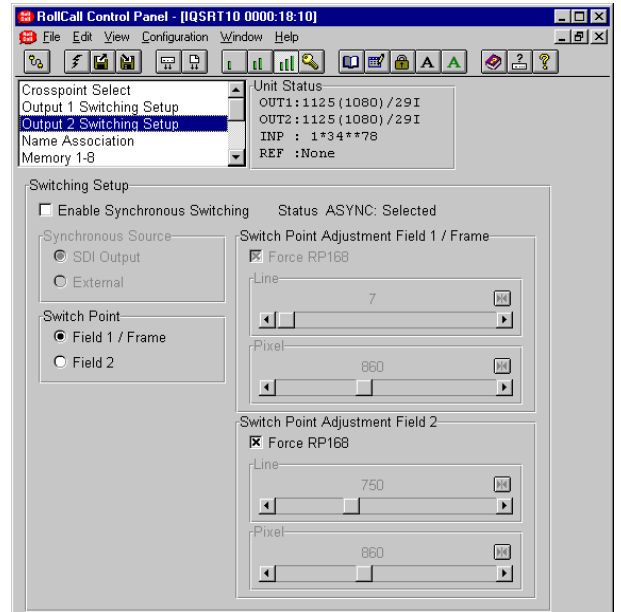 RollCall Control Panel - [IQSRT10 0000:18:10]
File Edit View Configuration Window Help
A A
Crosspoint Select
Output 1 Switching Setup
Output 2 Switching Setup
Name Association
Memory 1-8
Unit Status
OUT1:1125(1080)/29I
OUT2:1125(1080)/29I
INP : 1*34**78
REF :None
Switching Setup
Enable Synchronous Switching Status ASYNC: Selected
Synchronous Source
SDI Output
External
Switch Point
Field 1 / Frame
Field 2
Switch Point Adjustment Field 1 / Frame
Force RP168
Line
7
Pixel
860
Switch Point Adjustment Field 2
Force RP168
Line
750
Pixel
860